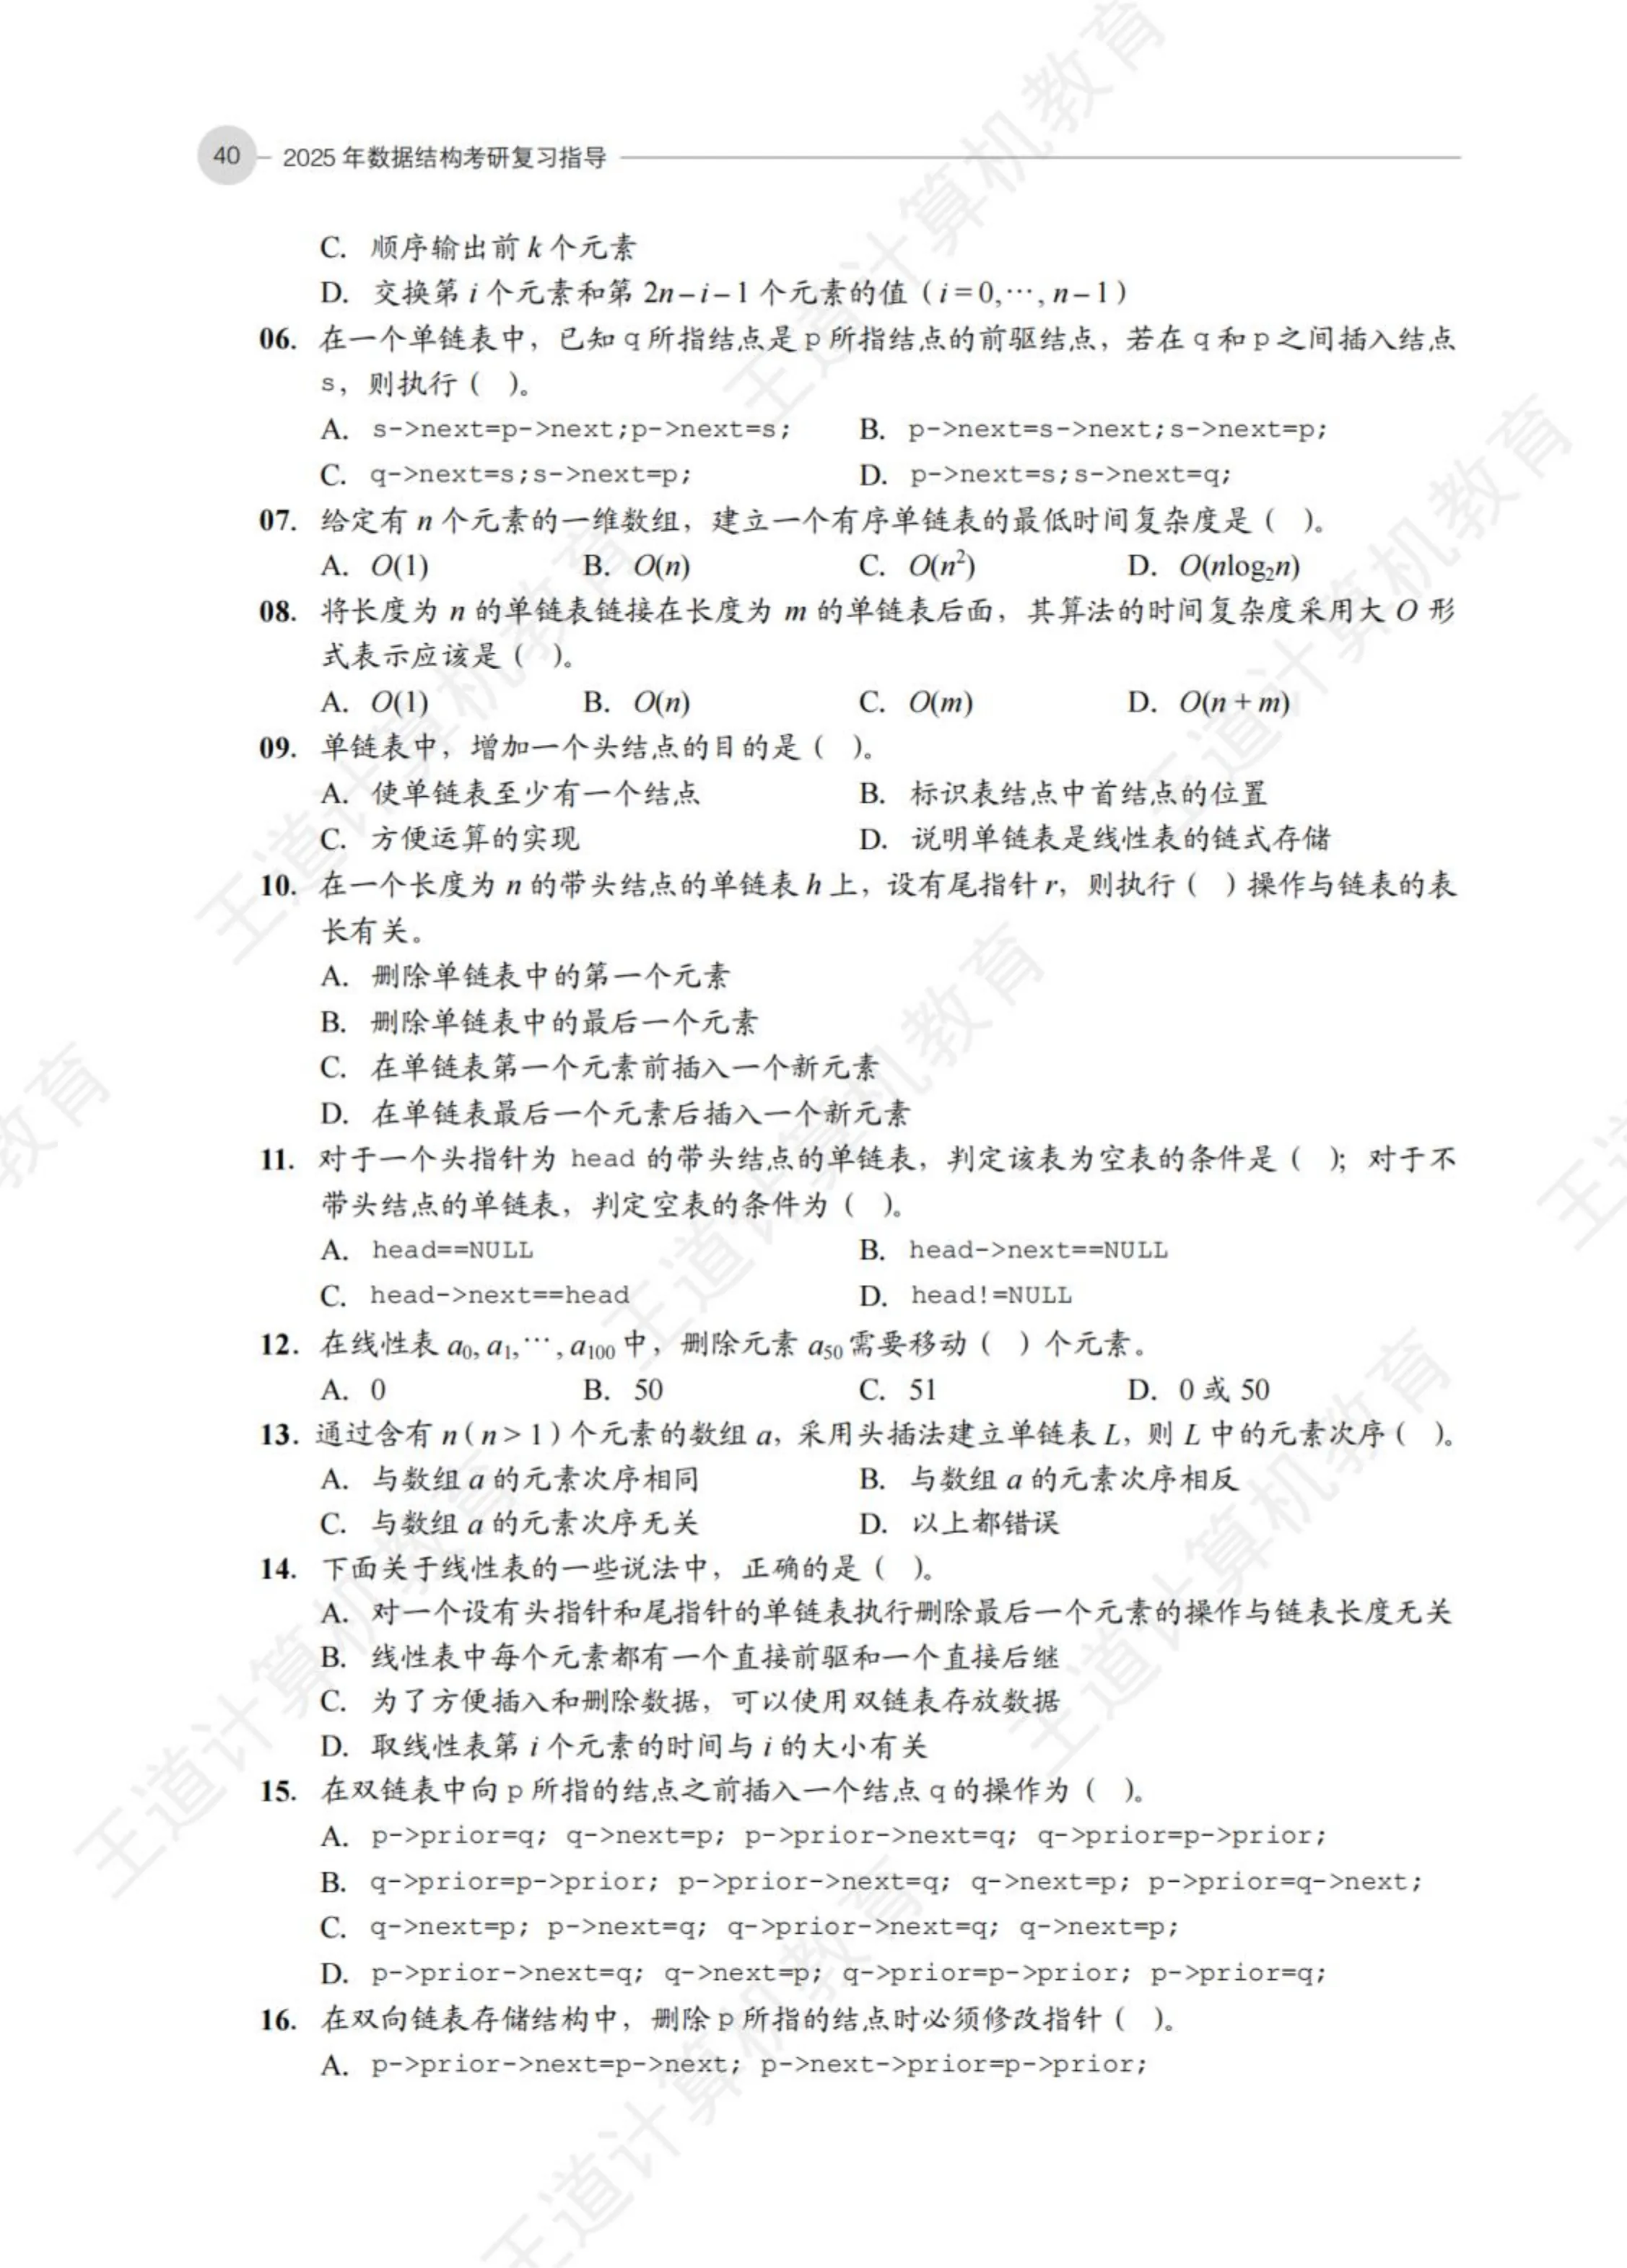 40 2025 年数据结构考研复习指导
C. 顺序输出前 k 个元素
D. 交换第 i 个元素和第 2n−i−1 个元素的值（i=0,⋯,n−1）
06. 在一个单链表中，已知 q 所指结点是 p 所指结点的前驱结点，若在 q 和 p 之间插入结点
s，则执行（ ）。
A. s->next=p->next;p->next=s; B. p->next=s->next;s->next=p;
C. q->next=s;s->next=p; D. p->next=s;s->next=q;
07. 给定有 n 个元素的一维数组，建立一个有序单链表的最低时间复杂度是（ ）。
A. O(1) B. O(n) C. O(n²) D. O(nlog₂n)
08. 将长度为 n 的单链表链接在长度为 m 的单链表后面，其算法的时间复杂度采用大 O 形
式表示应该是（ ）。
A. O(1) B. O(n) C. O(m) D. O(n + m)
09. 单链表中，增加一个头结点的目的是（ ）。
A. 使单链表至少有一个结点 B. 标识表结点中首结点的位置
C. 方便运算的实现 D. 说明单链表是线性表的链式存储
10. 在一个长度为 n 的带头结点的单链表 h 上，设有尾指针 r，则执行（ ）操作与链表的表
长有关。
A. 删除单链表中的第一个元素
B. 删除单链表中的最后一个元素
C. 在单链表第一个元素前插入一个新元素
D. 在单链表最后一个元素后插入一个新元素
11. 对于一个头指针为 head 的带头结点的单链表，判定该表为空表的条件是（ ）；对于不
带头结点的单链表，判定空表的条件为（ ）。
A. head==NULL B. head->next==NULL
C. head->next==head D. head!=NULL
12. 在线性表 a₀, a₁, ⋯, a₁₀₀ 中，删除元素 a₅₀ 需要移动（ ）个元素。
A. 0 B. 50 C. 51 D. 0 或 50
13. 通过含有 n（n > 1）个元素的数组 a，采用头插法建立单链表 L，则 L 中的元素次序（ ）。
A. 与数组 a 的元素次序相同 B. 与数组 a 的元素次序相反
C. 与数组 a 的元素次序无关 D. 以上都错误
14. 下面关于线性表的一些说法中，正确的是（ ）。
A. 对一个设有头指针和尾指针的单链表执行删除最后一个元素的操作与链表长度无关
B. 线性表中每个元素都有一个直接前驱和一个直接后继
C. 为了方便插入和删除数据，可以使用双链表存放数据
D. 取线性表第 i 个元素的时间与 i 的大小有关
15. 在双链表中向 p 所指的结点之前插入一个结点 q 的操作为（ ）。
A. p->prior=q; q->next=p; p->prior->next=q; q->prior=p->prior;
B. q->prior=p->prior; p->prior->next=q; q->next=p; p->prior=q->next;
C. q->next=p; p->next=q; q->prior->next=q; q->next=p;
D. p->prior->next=q; q->next=p; q->prior=p->prior; p->prior=q;
16. 在双向链表存储结构中，删除 p 所指的结点时必须修改指针（ ）。
A. p->prior->next=p->next; p->next->prior=p->prior;
王道计算机教育